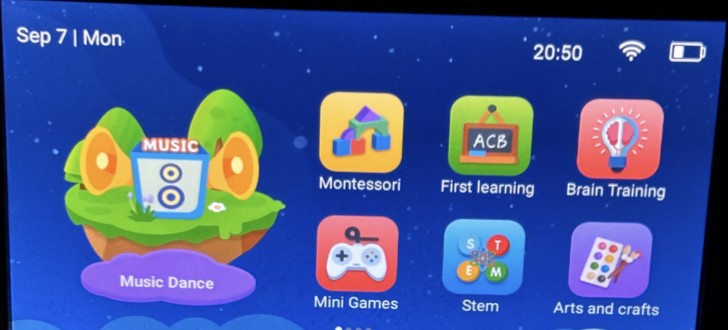 Sep 7 | Mon
20:50
MUSIC
Music Dance
ACB
Montessori
First learning
Brain Training
S T
E M
Mini Games
Stem
Arts and crafts